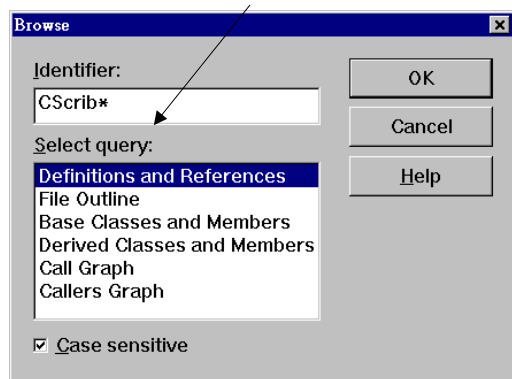 Browse
Identifier:
CScrib*
Select query:
Definitions and References
File Outline
Base Classes and Members
Derived Classes and Members
Call Graph
Callers Graph
Case sensitive
OK
Cancel
Help